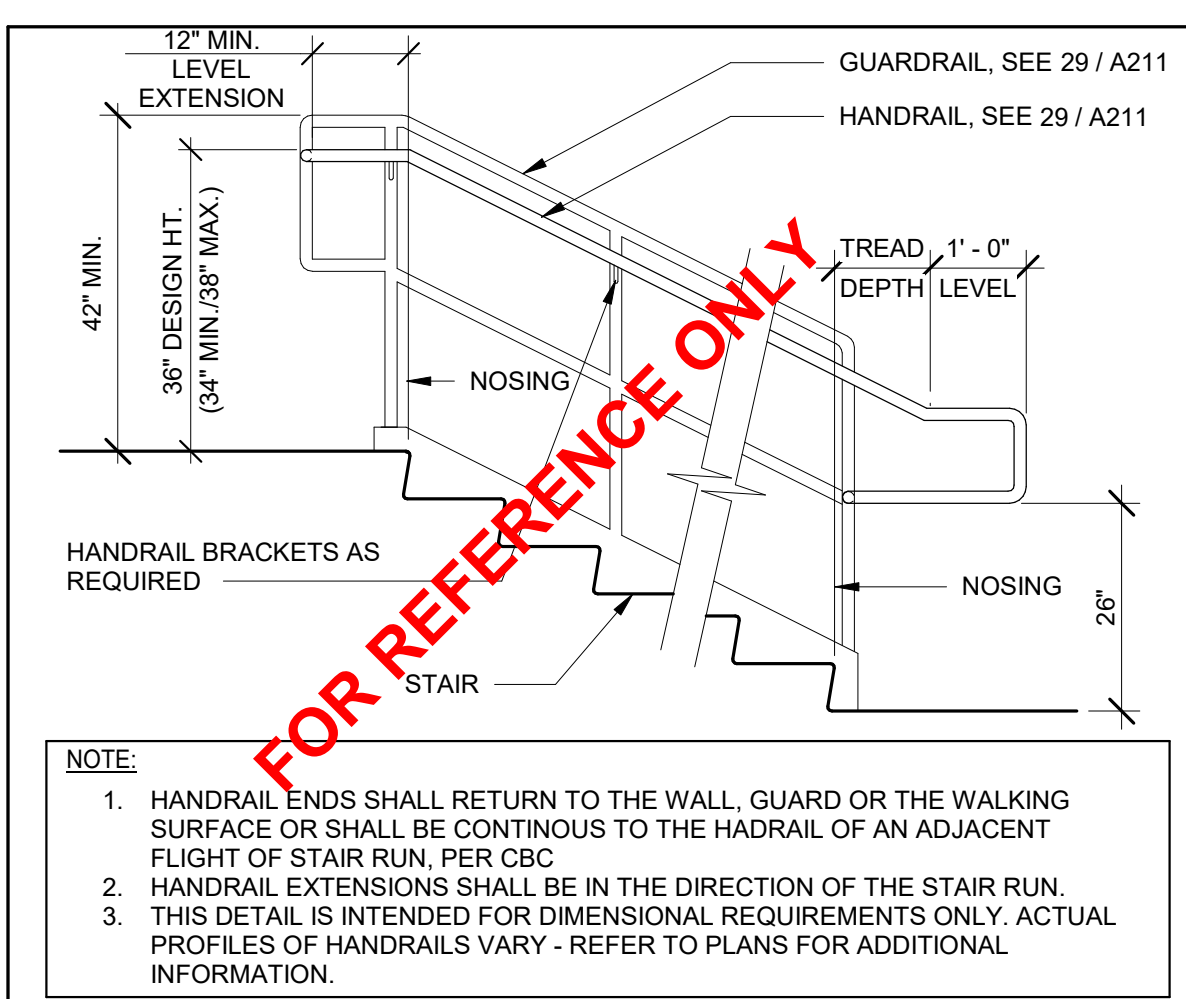 12" MIN.
LEVEL
EXTENSION
GUARDRAIL, SEE 29 / A211
HANDRAIL, SEE 29 / A211
42" MIN.
36" DESIGN HT.
(34" MIN./38" MAX.)
TREAD
DEPTH
1' - 0"
LEVEL
NOSING
FOR REFERENCE ONLY
HANDRAIL BRACKETS AS
REQUIRED
NOSING
26"
STAIR
NOTE:
1. HANDRAIL ENDS SHALL RETURN TO THE WALL, GUARD OR THE WALKING
SURFACE OR SHALL BE CONTINOUS TO THE HADRAIL OF AN ADJACENT
FLIGHT OF STAIR RUN, PER CBC
2. HANDRAIL EXTENSIONS SHALL BE IN THE DIRECTION OF THE STAIR RUN.
3. THIS DETAIL IS INTENDED FOR DIMENSIONAL REQUIREMENTS ONLY. ACTUAL
PROFILES OF HANDRAILS VARY - REFER TO PLANS FOR ADDITIONAL
INFORMATION.